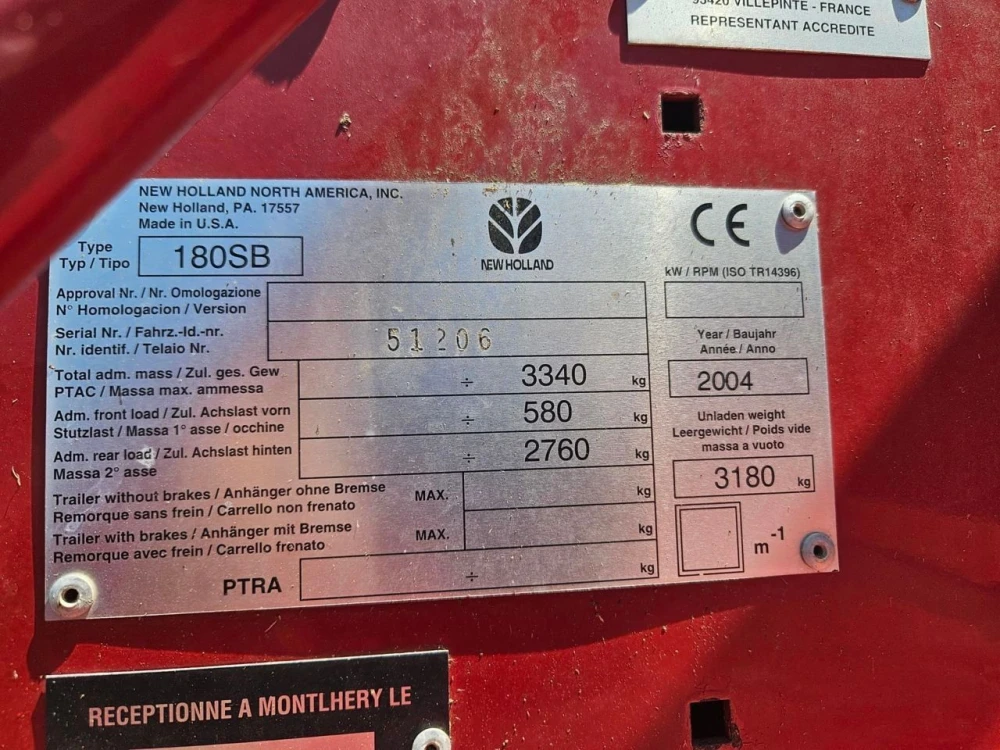 93420 VILLEPINTE - FRANCE
REPRESENTANT ACCREDITE
NEW HOLLAND NORTH AMERICA, INC.
New Holland, PA. 17557
Made in U.S.A.
Type
Typ / Tipo
180SB
NEW HOLLAND
CE
kW / RPM (ISO TR14396)
Approval Nr. / Nr. Omologazione
N° Homologacion / Version
Serial Nr. / Fahrz.-Id.-nr.
Nr. identif. / Telaio Nr.
51206
Year / Baujahr
Année / Anno
2004
Total adm. mass / Zul. ges. Gew
PTAC / Massa max. ammessa
÷ 3340 kg
Adm. front load / Zul. Achslast vorn
Stutzlast / Massa 1° asse / occhine
÷ 580 kg
Adm. rear load / Zul. Achslast hinten
Massa 2° asse
÷ 2760 kg
Unladen weight
Leergewicht / Poids vide
massa a vuoto
3180 kg
Trailer without brakes / Anhänger ohne Bremse
Remorque sans frein / Carrello non frenato
MAX. kg
Trailer with brakes / Anhänger mit Bremse
Remorque avec frein / Carrello frenato
MAX. kg
m-1
PTRA ÷ kg
RECEPTIONNE A MONTLHERY LE